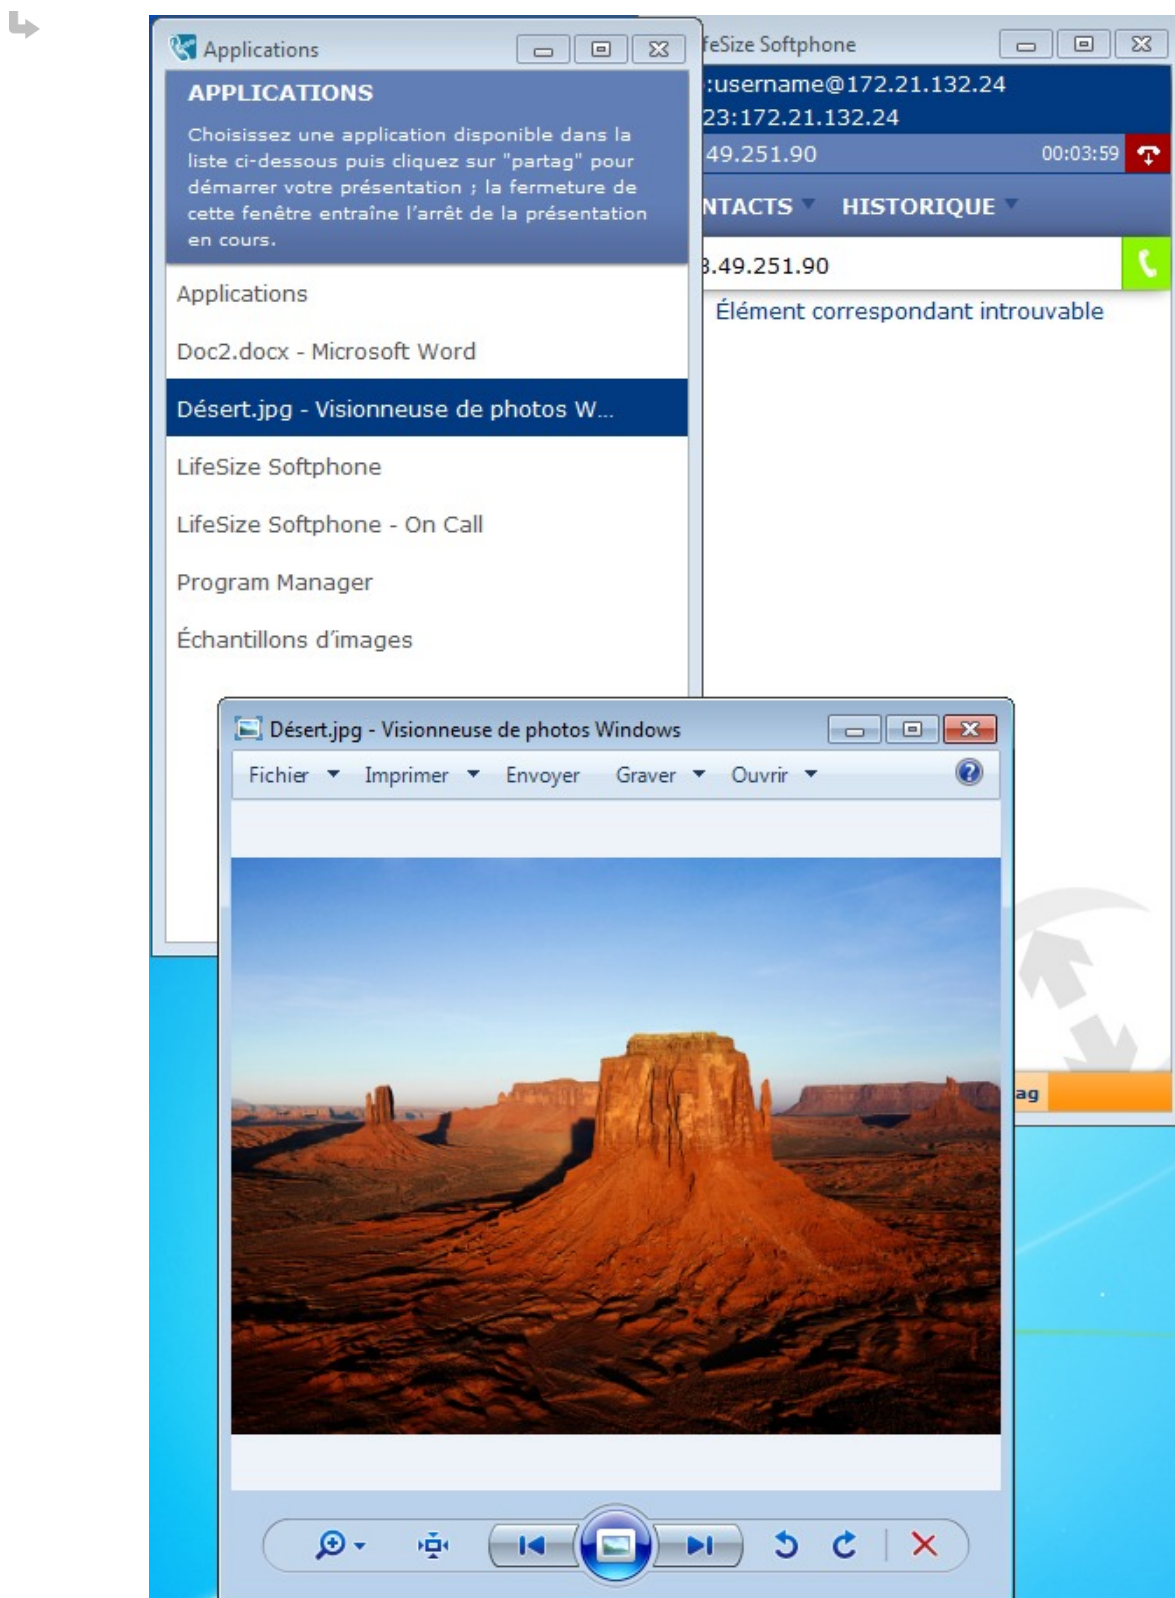 Applications
APPLICATIONS
Choisissez une application disponible dans la
liste ci-dessous puis cliquez sur "partag" pour
démarrer votre présentation ; la fermeture de
cette fenêtre entraîne l'arrêt de la présentation
en cours.
Applications
Doc2.docx - Microsoft Word
Désert.jpg - Visionneuse de photos W...
LifeSize Softphone
LifeSize Softphone - On Call
Program Manager
Échantillons d'images
feSize Softphone
:username@172.21.132.24
23:172.21.132.24
49.251.90 00:03:59
NTACTS HISTORIQUE
.49.251.90
Élément correspondant introuvable
ag
Désert.jpg - Visionneuse de photos Windows
Fichier Imprimer Envoyer Graver Ouvrir